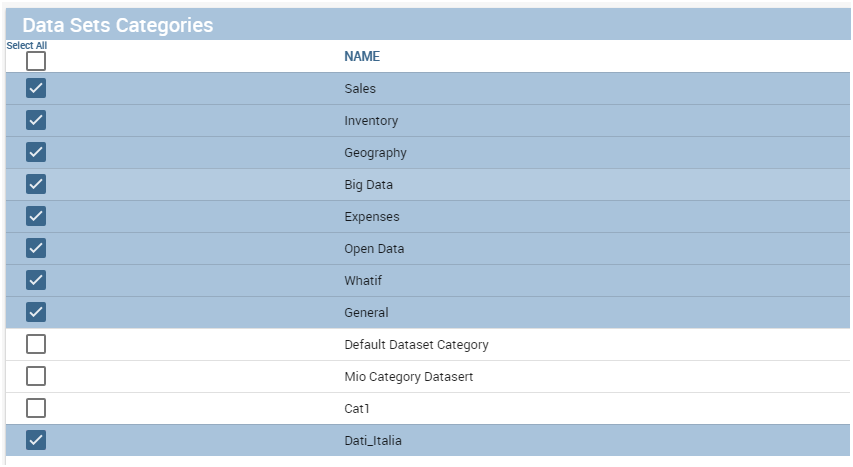 Data Sets Categories
Select All
NAME
Sales
Inventory
Geography
Big Data
Expenses
Open Data
Whatif
General
Default Dataset Category
Mio Category Datasert
Cat1
Dati_Italia